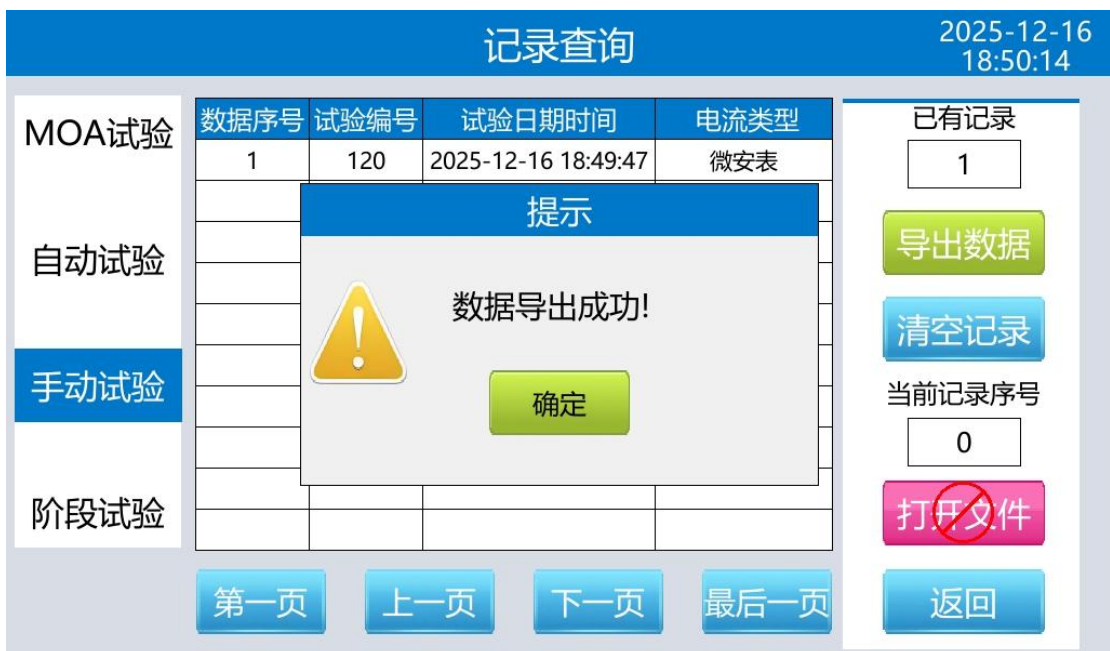 记录查询
2025-12-16
18:50:14
MOA试验
自动试验
手动试验
阶段试验
数据序号 试验编号 试验日期时间 电流类型
1 120 2025-12-16 18:49:47 微安表
提示
数据导出成功!
确定
已有记录
1
导出数据
清空记录
当前记录序号
0
打开文件
第一页 上一页 下一页 最后一页 返回